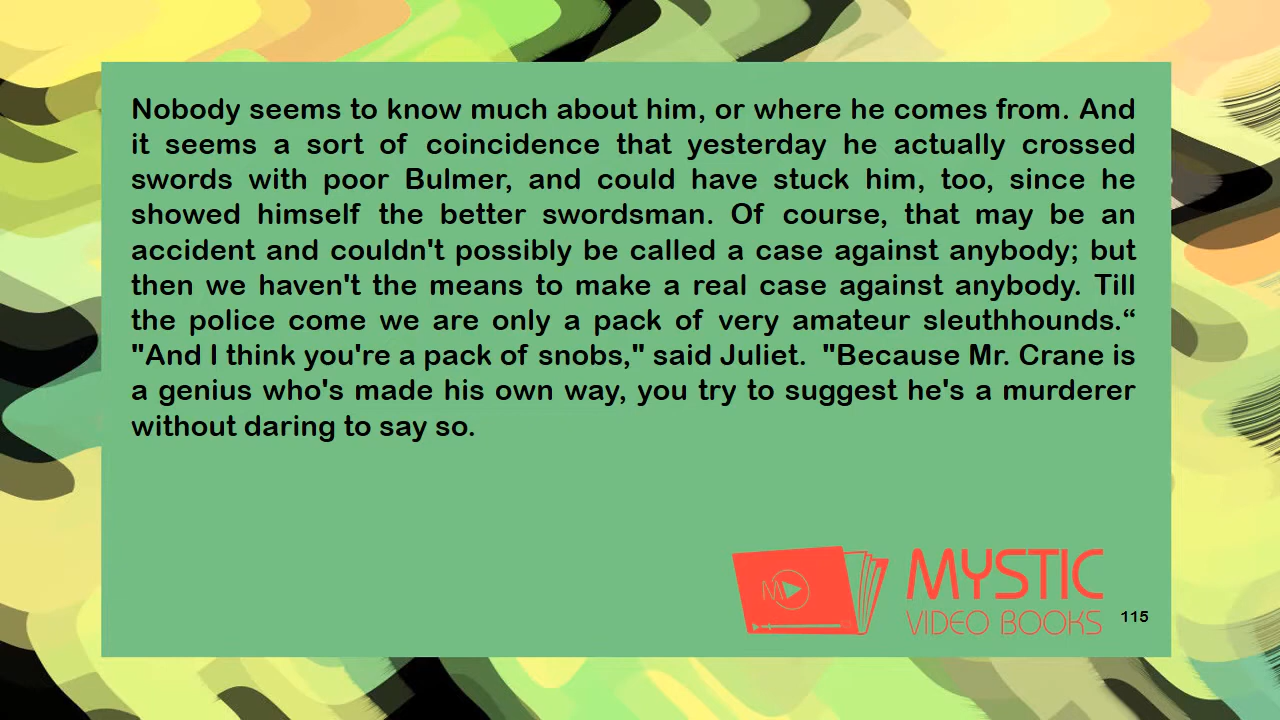 Nobody seems to know much about him, or where he comes from. And
it seems a sort of coincidence that yesterday he actually crossed
swords with poor Bulmer, and could have stuck him, too, since he
showed himself the better swordsman. Of course, that may be an
accident and couldn't possibly be called a case against anybody; but
then we haven't the means to make a real case against anybody. Till
the police come we are only a pack of very amateur sleuthhounds.“
"And I think you're a pack of snobs," said Juliet.  "Because Mr. Crane is
a genius who's made his own way, you try to suggest he's a murderer
without daring to say so.
M
MYSTIC
VIDEO BOOKS
115